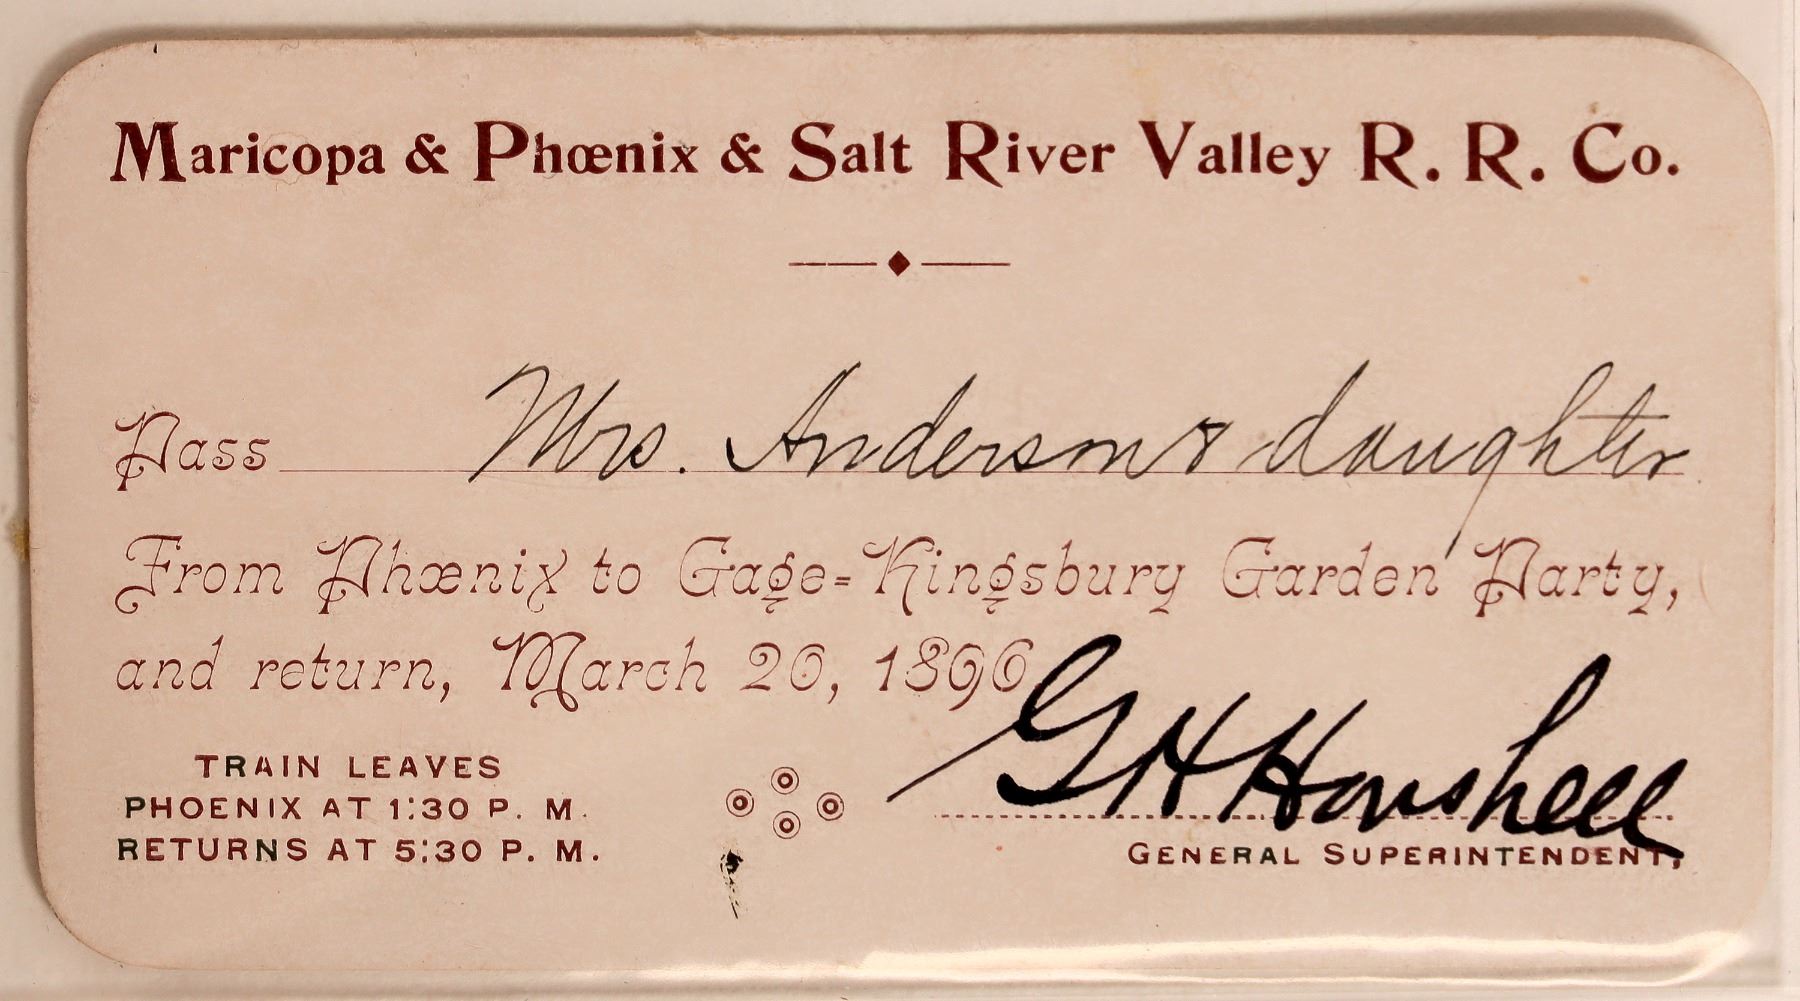 Maricopa & Phœnix & Salt River Valley R. R. Co.
Pass Mrs. Anderson & daughter
From Phœnix to Gage-Kingsbury Garden Party,
and return, March 26, 1896.
TRAIN LEAVES
PHOENIX AT 1:30 P. M.
RETURNS AT 5:30 P. M.
G H Honshell
GENERAL SUPERINTENDENT,